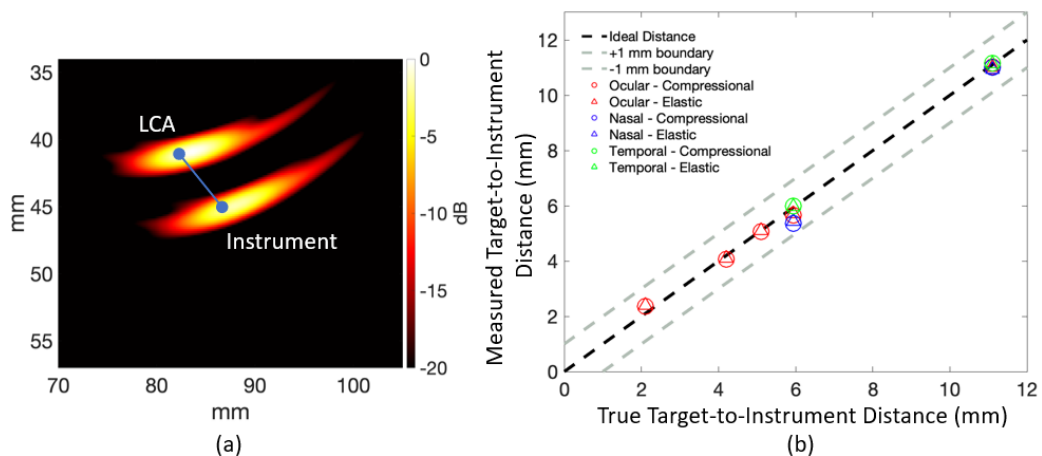 34
40
45
50
55
mm
70
80
90
100
mm
LCA
Instrument
0
-5
-10
-15
-20
dB
(a)
Measured Target-to-Instrument
Distance (mm)
12
10
8
6
4
2
0
Ideal Distance
+1 mm boundary
-1 mm boundary
Ocular - Compressional
Ocular - Elastic
Nasal - Compressional
Nasal - Elastic
Temporal - Compressional
Temporal - Elastic
0
2
4
6
8
10
12
True Target-to-Instrument Distance (mm)
(b)